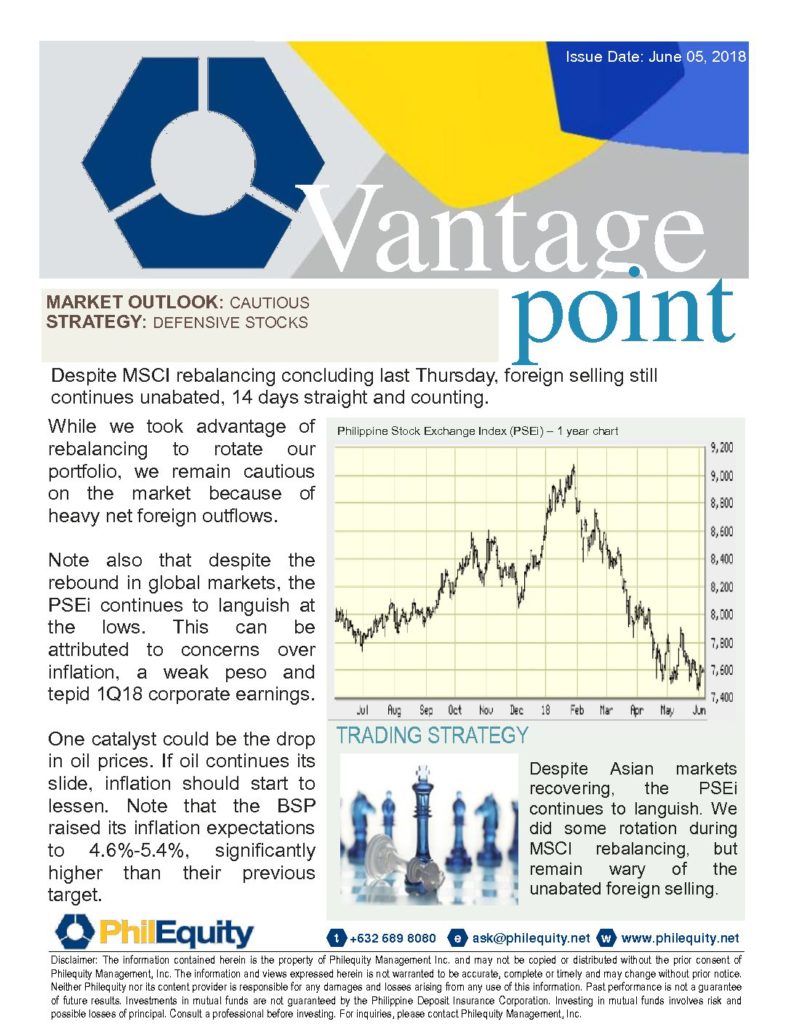 Issue Date: June 05, 2018
Vantage
point
MARKET OUTLOOK: CAUTIOUS
STRATEGY: DEFENSIVE STOCKS
Despite MSCI rebalancing concluding last Thursday, foreign selling still
continues unabated, 14 days straight and counting.
While we took advantage of
rebalancing to rotate our
portfolio, we remain cautious
on the market because of
heavy net foreign outflows.
Note also that despite the
rebound in global markets, the
PSEi continues to languish at
the lows. This can be
attributed to concerns over
inflation, a weak peso and
tepid 1Q18 corporate earnings.
One catalyst could be the drop
in oil prices. If oil continues its
slide, inflation should start to
lessen. Note that the BSP
raised its inflation expectations
to 4.6%-5.4%, significantly
higher than their previous
target.
Philippine Stock Exchange Index (PSEi) – 1 year chart
9,200
9,000
8,800
8,600
8,400
8,200
8,000
7,800
7,600
7,400
Jul Aug Sep Oct Nov Dec 18 Feb Mar Apr May Jun
TRADING STRATEGY
Despite Asian markets
recovering, the PSEi
continues to languish. We
did some rotation during
MSCI rebalancing, but
remain wary of the
unabated foreign selling.
PhilEquity
t +632 689 8080 e ask@philequity.net w www.philequity.net
Disclaimer: The information contained herein is the property of Philequity Management Inc. and may not be copied or distributed without the prior consent of
Philequity Management, Inc. The information and views expressed herein is not warranted to be accurate, complete or timely and may change without prior notice.
Neither Philequity nor its content provider is responsible for any damages and losses arising from any use of this information. Past performance is not a guarantee
of future results. Investments in mutual funds are not guaranteed by the Philippine Deposit Insurance Corporation. Investing in mutual funds involves risk and
possible losses of principal. Consult a professional before investing. For inquiries, please contact Philequity Management, Inc.